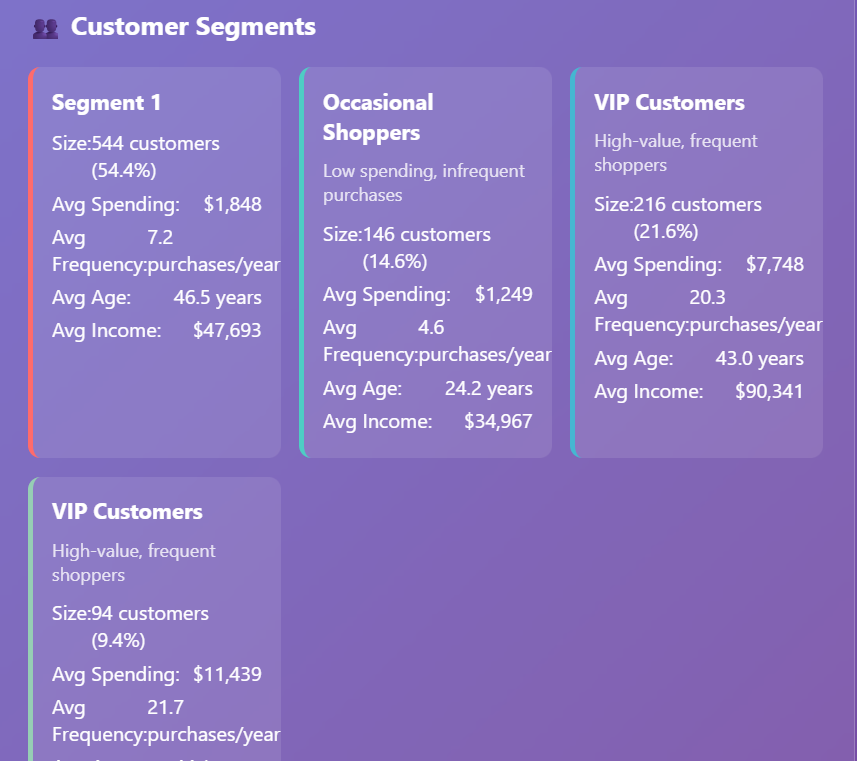 Customer Segments
Segment 1
Size:544 customers
(54.4%)
Avg Spending: $1,848
Avg 7.2
Frequency:purchases/year
Avg Age: 46.5 years
Avg Income: $47,693
Occasional
Shoppers
Low spending, infrequent
purchases
Size:146 customers
(14.6%)
Avg Spending: $1,249
Avg 4.6
Frequency:purchases/year
Avg Age: 24.2 years
Avg Income: $34,967
VIP Customers
High-value, frequent
shoppers
Size:216 customers
(21.6%)
Avg Spending: $7,748
Avg 20.3
Frequency:purchases/year
Avg Age: 43.0 years
Avg Income: $90,341
VIP Customers
High-value, frequent
shoppers
Size:94 customers
(9.4%)
Avg Spending: $11,439
Avg 21.7
Frequency:purchases/year